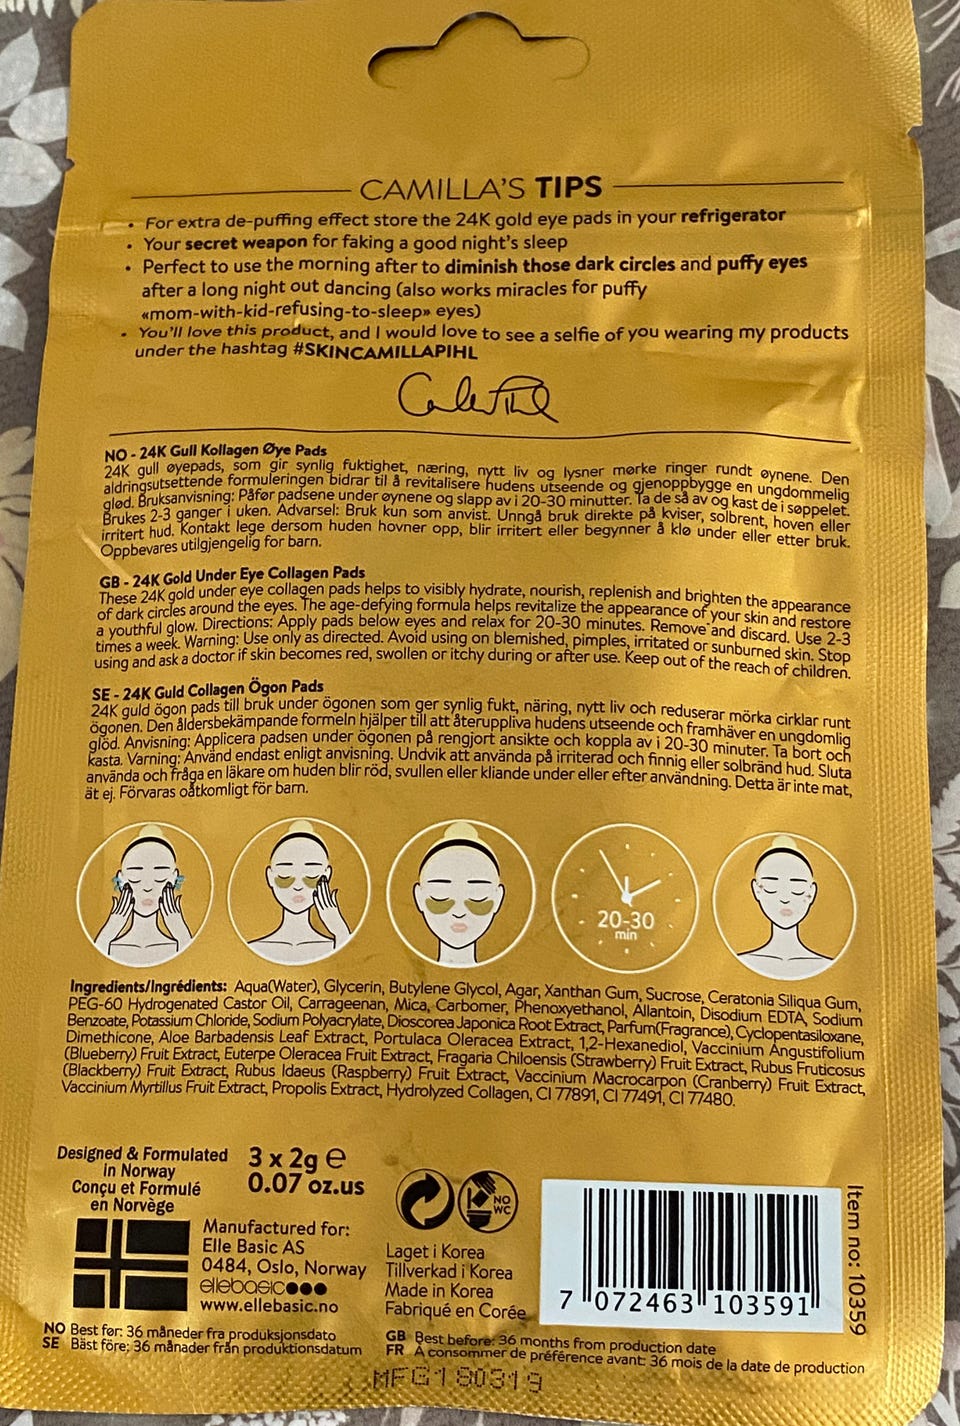 CAMILLA'S TIPS
• For extra de-puffing effect store the 24K gold eye pads in your refrigerator
• Your secret weapon for faking a good night's sleep
• Perfect to use the morning after to diminish those dark circles and puffy eyes
after a long night out dancing (also works miracles for puffy
«mom-with-kid-refusing-to-sleep» eyes)
• You'll love this product, and I would love to see a selfie of you wearing my products
under the hashtag #SKINCAMILLAPIHL
NO - 24K Gull Kollagen Øye Pads
24K gull øyepads, som gir synlig fuktighet, næring, nytt liv og lysner mørke ringer rundt øynene. Den
aldringsutsettende formuleringen bidrar til å revitalisere hudens utseende og gjenoppbygge en ungdommelig
glød. Bruksanvisning: Påfør padsene under øynene og slapp av i 20-30 minutter. Ta de så av og kast de i søppelet.
Brukes 2-3 ganger i uken. Advarsel: Bruk kun som anvist. Unngå bruk direkte på kviser, solbrent, hoven eller
irritert hud. Kontakt lege dersom huden hovner opp, blir irritert eller begynner å klø under eller etter bruk.
Oppbevares utilgjengelig for barn.
GB - 24K Gold Under Eye Collagen Pads
These 24K gold under eye collagen pads helps to visibly hydrate, nourish, replenish and brighten the appearance
of dark circles around the eyes. The age-defying formula helps revitalize the appearance of your skin and restore
a youthful glow. Directions: Apply pads below eyes and relax for 20-30 minutes. Remove and discard. Use 2-3
times a week. Warning: Use only as directed. Avoid using on blemished, pimples, irritated or sunburned skin. Stop
using and ask a doctor if skin becomes red, swollen or itchy during or after use. Keep out of the reach of children.
SE - 24K Guld Collagen Ögon Pads
24K guld ögon pads till bruk under ögonen som ger synlig fukt, näring, nytt liv och reduserar mörka cirklar runt
ögonen. Den åldersbekämpande formeln hjälper till att återuppliva hudens utseende och framhäver en ungdomlig
glöd. Anvisning: Applicera padsen under ögonen på rengjort ansikte och koppla av i 20-30 minuter. Ta bort och
kasta. Varning: Använd endast enligt anvisning. Undvik att använda på irriterad och finnig eller solbränd hud. Sluta
använda och fråga en läkare om huden blir röd, svullen eller kliande under eller efter användning. Detta är inte mat,
ät ej. Förvaras oåtkomligt för barn.
20-30
min
Ingredients/Ingrédients: Aqua(Water), Glycerin, Butylene Glycol, Agar, Xanthan Gum, Sucrose, Ceratonia Siliqua Gum,
PEG-60 Hydrogenated Castor Oil, Carrageenan, Mica, Carbomer, Phenoxyethanol, Allantoin, Disodium EDTA, Sodium
Benzoate, Potassium Chloride, Sodium Polyacrylate, Dioscorea Japonica Root Extract, Parfum(Fragrance), Cyclopentasiloxane,
Dimethicone, Aloe Barbadensis Leaf Extract, Portulaca Oleracea Extract, 1,2-Hexanediol, Vaccinium Angustifolium
(Blueberry) Fruit Extract, Euterpe Oleracea Fruit Extract, Fragaria Chiloensis (Strawberry) Fruit Extract, Rubus Fruticosus
(Blackberry) Fruit Extract, Rubus Idaeus (Raspberry) Fruit Extract, Vaccinium Macrocarpon (Cranberry) Fruit Extract,
Vaccinium Myrtillus Fruit Extract, Propolis Extract, Hydrolyzed Collagen, CI 77891, CI 77491, CI 77480.
Designed & Formulated
in Norway
Conçu et Formulé
en Norvège
3 x 2g e
0.07 oz.us
Manufactured for:
Elle Basic AS
0484, Oslo, Norway
ellebasic
www.ellebasic.no
NO WC
Laget i Korea
Tillverkad i Korea
Made in Korea
Fabriqué en Corée
7 072463 103591
Item no: 10359
NO Best før: 36 måneder fra produksjonsdato
SE Bäst före: 36 månader från produktionsdatum
GB Best before: 36 months from production date
FR A consommer de préférence avant: 36 mois de la date de production
MFG180319